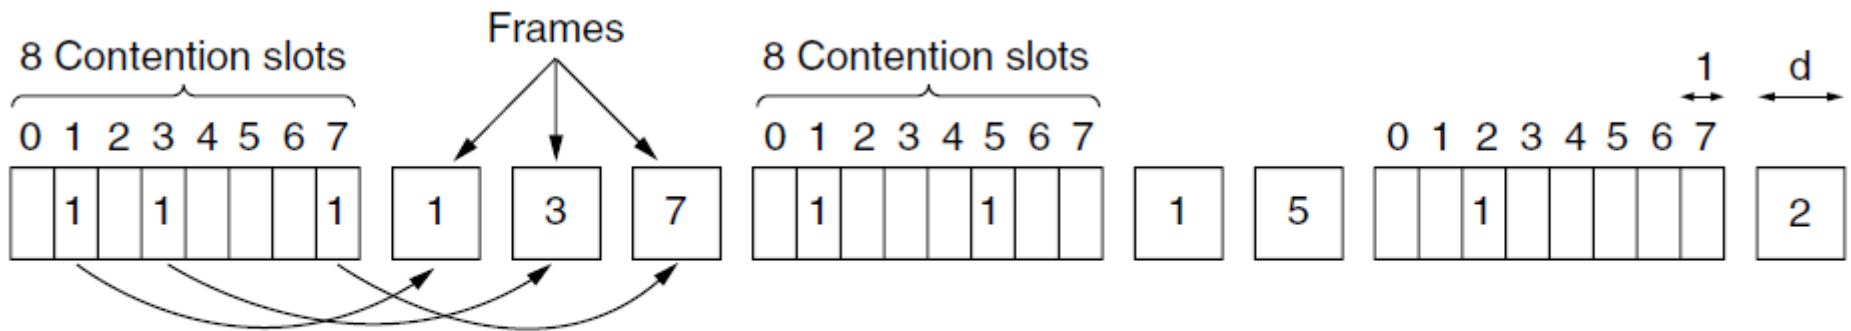 Frames
8 Contention slots 8 Contention slots 1 d
0 1 2 3 4 5 6 7 0 1 2 3 4 5 6 7 0 1 2 3 4 5 6 7
1 1 1 1 3 7 1 1 1 5 1 2